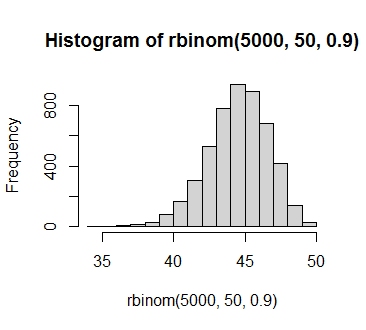 Histogram of rbinom(5000, 50, 0.9)
Frequency
800
400
0
35 40 45 50
rbinom(5000, 50, 0.9)